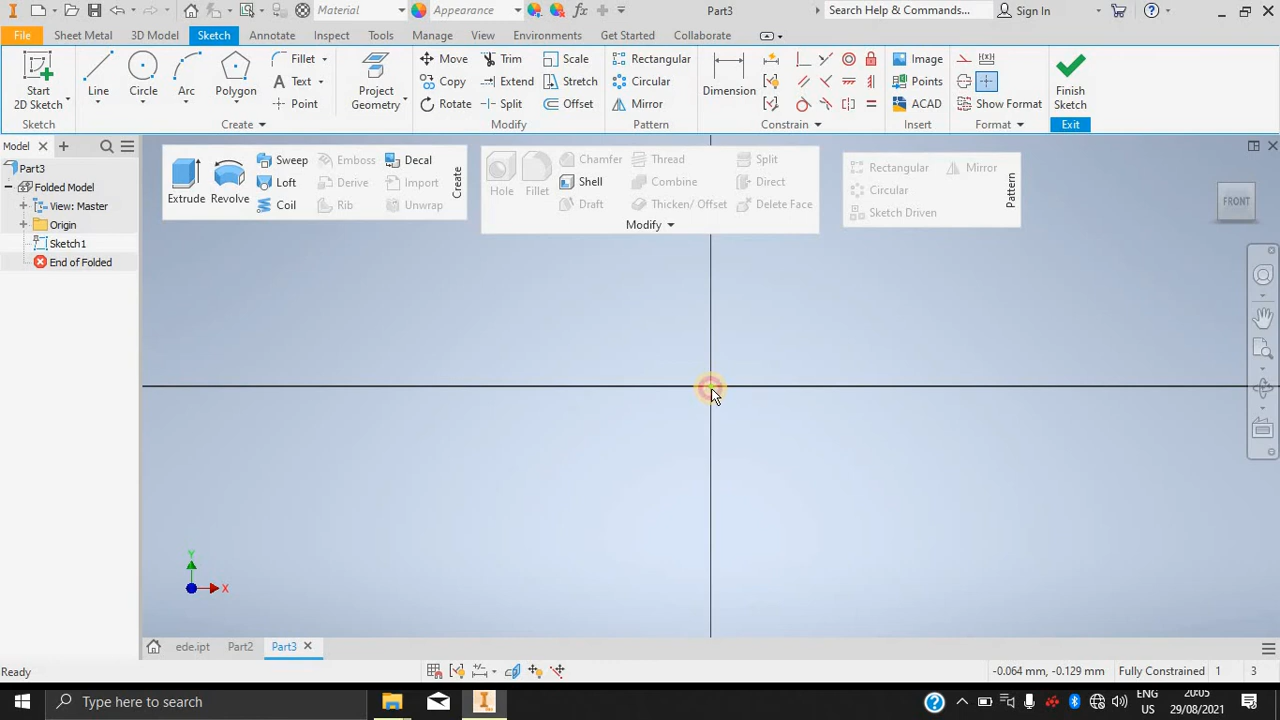 Material
Appearance
Part3
Search Help & Commands...
Sign In
File
Sheet Metal
3D Model
Sketch
Annotate
Inspect
Tools
Manage
View
Environments
Get Started
Collaborate
Start
2D Sketch
Line
Circle
Arc
Polygon
Fillet
Text
Point
Project
Geometry
Move
Copy
Rotate
Trim
Extend
Split
Scale
Stretch
Offset
Rectangular
Circular
Mirror
Dimension
Image
Points
ACAD
Show Format
Finish
Sketch
Sketch
Create
Modify
Pattern
Constrain
Insert
Format
Exit
Model
Part3
Folded Model
View: Master
Origin
Sketch1
End of Folded
Extrude
Revolve
Sweep
Loft
Coil
Emboss
Derive
Rib
Decal
Import
Unwrap
Create
Hole
Fillet
Chamfer
Shell
Draft
Thread
Combine
Thicken/ Offset
Split
Direct
Delete Face
Modify
Rectangular
Mirror
Circular
Sketch Driven
Pattern
FRONT
Y
X
ede.ipt
Part2
Part3
Ready
-0.064 mm, -0.129 mm
Fully Constrained
1
3
Type here to search
ENG
US
20:05
29/08/2021